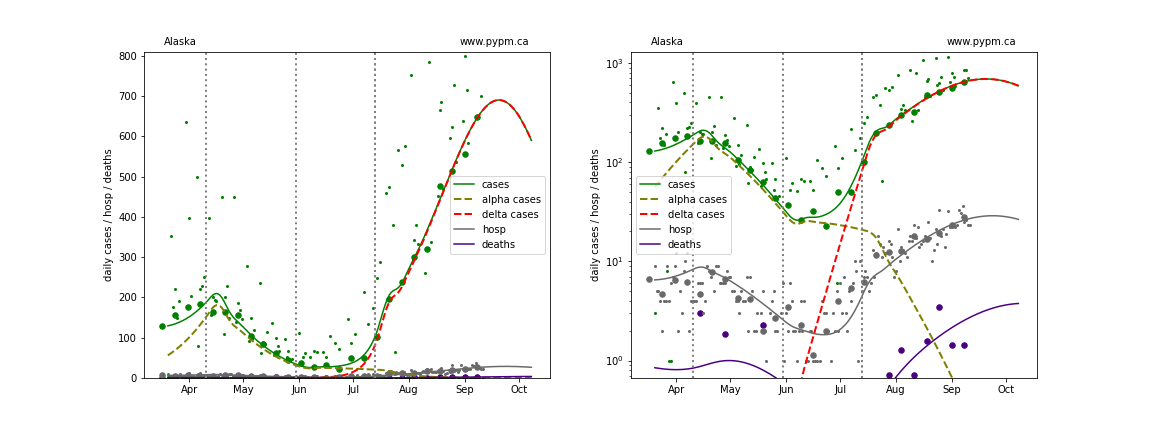 Alaska www.pypm.ca
800
700
600
500
400
300
200
100
0
daily cases / hosp / deaths
cases
alpha cases
delta cases
hosp
deaths
Apr May Jun Jul Aug Sep Oct
Alaska www.pypm.ca
10³
10²
10¹
10⁰
daily cases / hosp / deaths
cases
alpha cases
delta cases
hosp
deaths
Apr May Jun Jul Aug Sep Oct